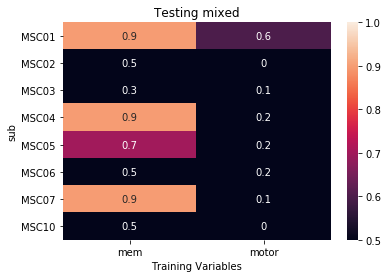 Testing mixed
MSC01 0.9 0.6
MSC02 0.5 0
MSC03 0.3 0.1
MSC04 0.9 0.2
MSC05 0.7 0.2
MSC06 0.5 0.2
MSC07 0.9 0.1
MSC10 0.5 0
sub
mem motor
Training Variables
1.0
0.9
0.8
0.7
0.6
0.5